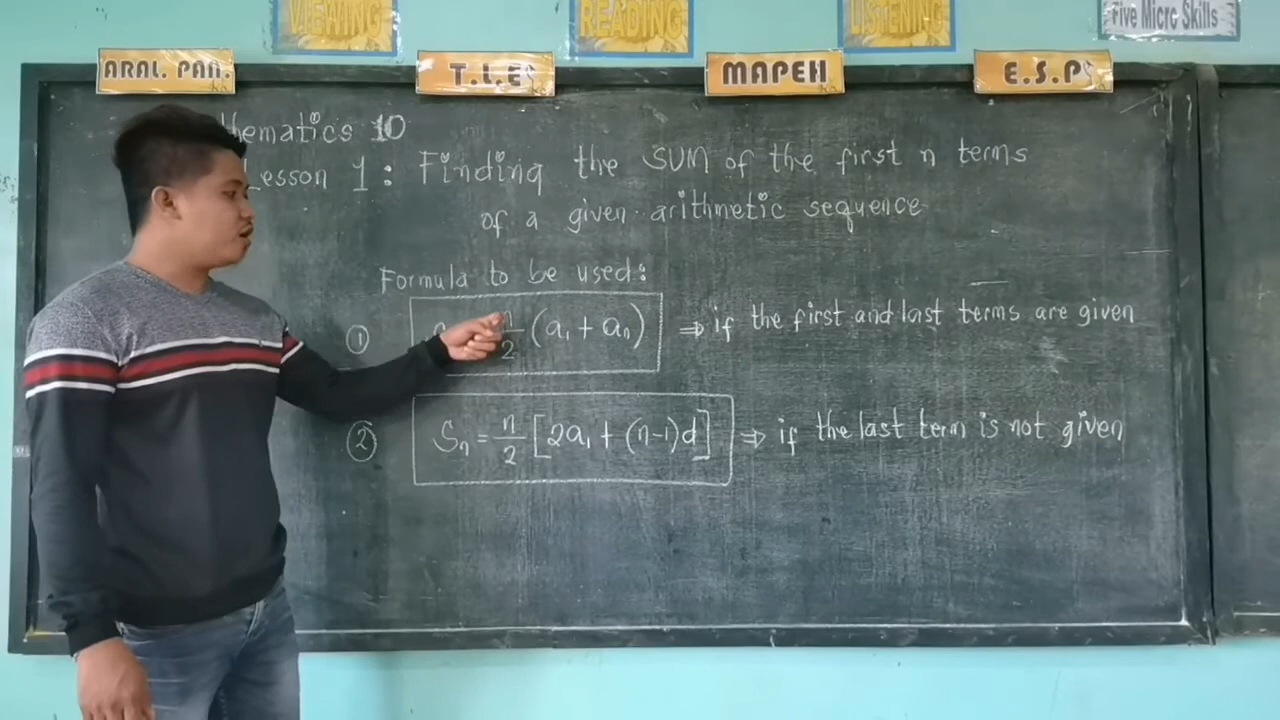 VIEWING
READING
LISTENING
Five Micro Skills
ARAL. PAN.
T.L.E
MAPEH
E.S.P
thematics 10
Lesson 1: Finding the SUM of the first n terms
of a given arithmetic sequence
Formula to be used:
① n/2 (a₁ + aₙ) ⇒ if the first and last terms are given
② Sₙ = n/2 [2a₁ + (n-1)d] ⇒ if the last term is not given